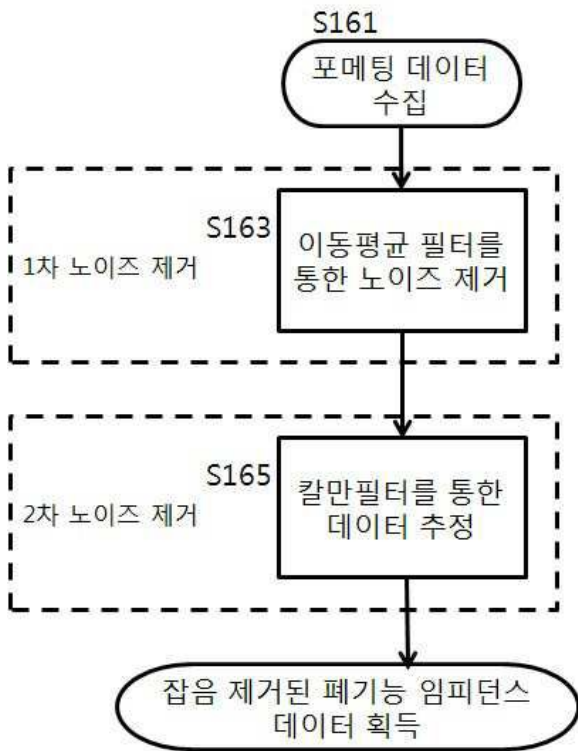 S161
포메팅 데이터
수집
S163
이동평균 필터를
통한 노이즈 제거
1차 노이즈 제거
S165
칼만필터를 통한
데이터 추정
2차 노이즈 제거
잡음 제거된 폐기능 임피던스
데이터 획득